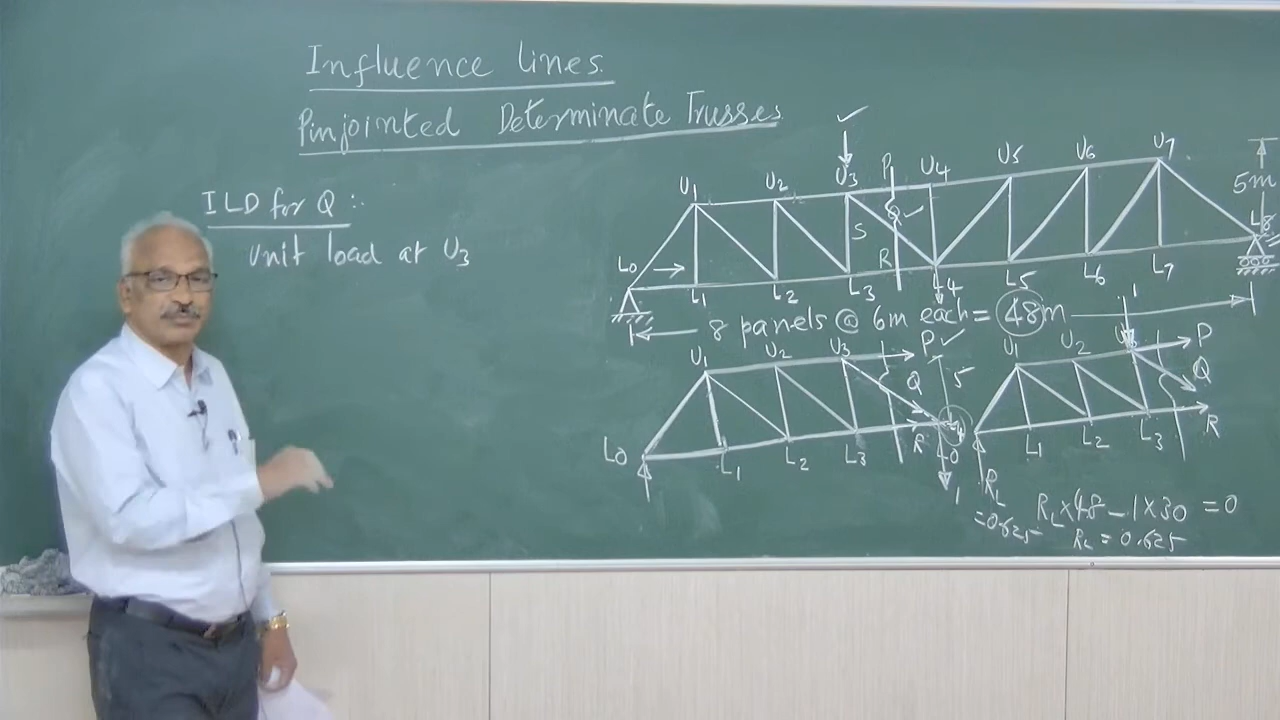 Influence lines
Pinjointed Determinate Trusses
ILD for Q :-
Unit load at U3
U1 U2 U3 P U4 U5 U6 U7
Q
S
R
5m
L0 L1 L2 L3 L4 L5 L6 L7 L8
8 panels @ 6m each = 48m
U1 U2 U3 P
Q
5
R
L0 L1 L2 L3
1
1
U1 U2 P
Q
R
L1 L2 L3
RL
=0.625
RL×48 – 1×30 = 0
RL = 0.625